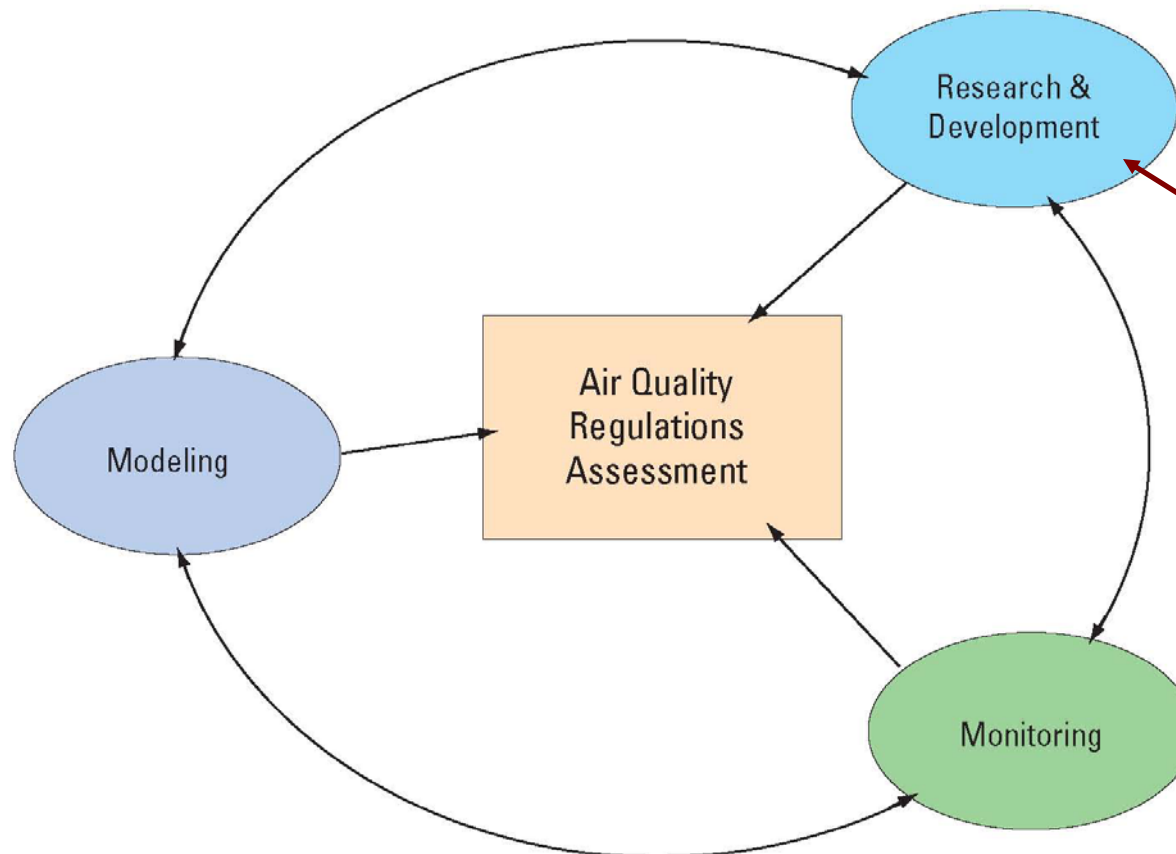 Research &
Development
Air Quality
Regulations
Assessment
Modeling
Monitoring